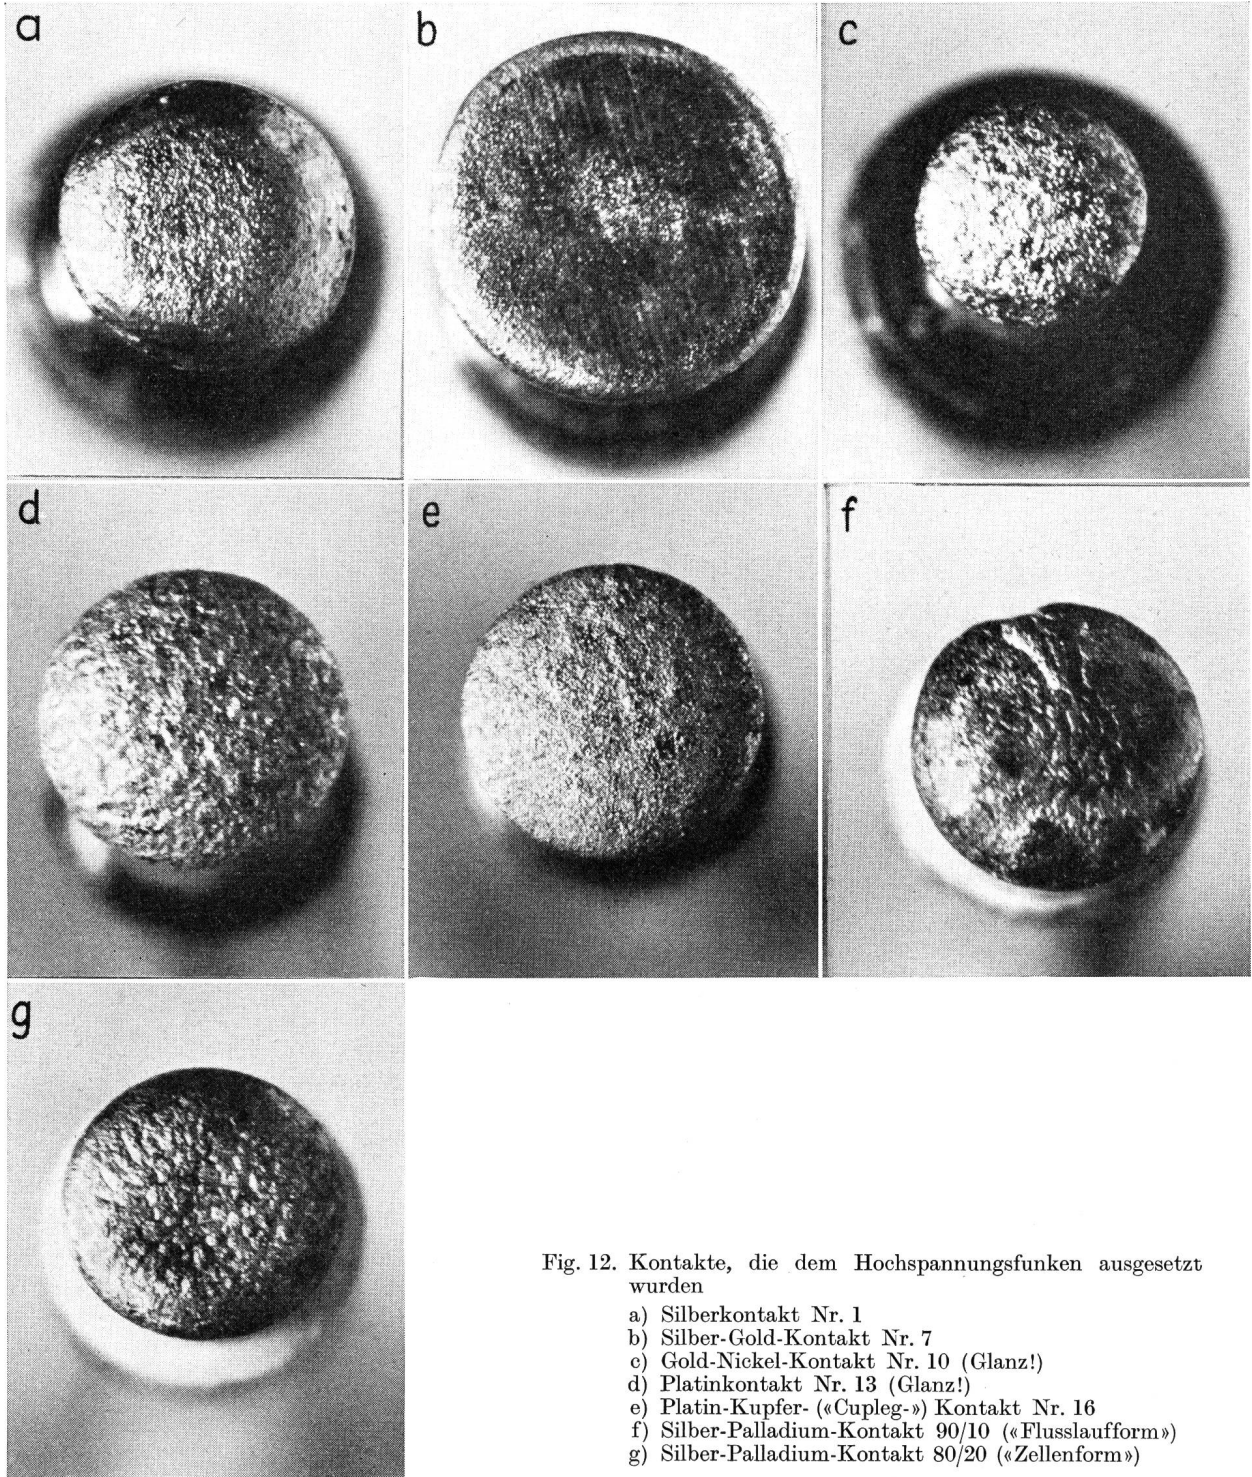 a
b
c
d
e
f
g
Fig. 12. Kontakte, die dem Hochspannungsfunken ausgesetzt
wurden
a) Silberkontakt Nr. 1
b) Silber-Gold-Kontakt Nr. 7
c) Gold-Nickel-Kontakt Nr. 10 (Glanz!)
d) Platinkontakt Nr. 13 (Glanz!)
e) Platin-Kupfer- («Cupleg-») Kontakt Nr. 16
f) Silber-Palladium-Kontakt 90/10 («Flusslaufform»)
g) Silber-Palladium-Kontakt 80/20 («Zellenform»)